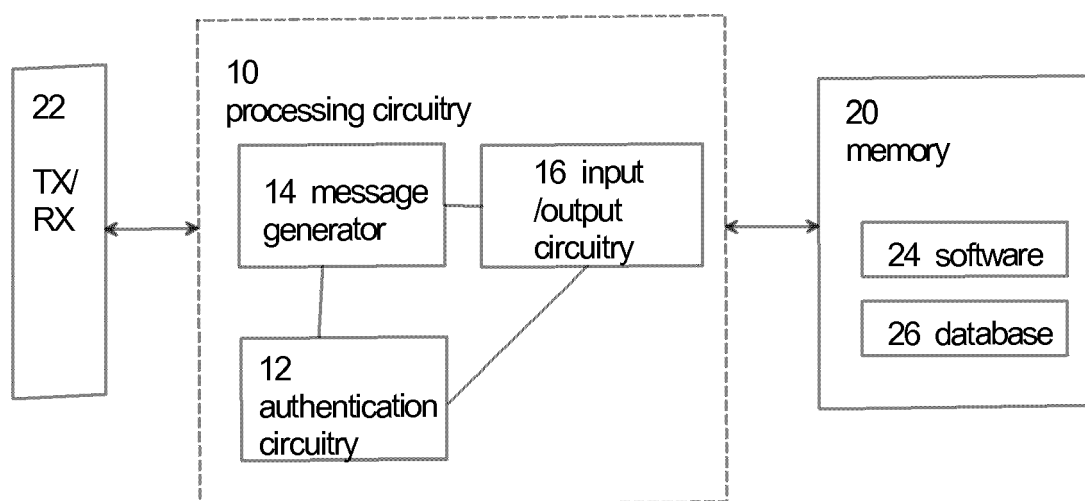 22
TX/
RX
10
processing circuitry
14 message
generator
16 input
/output
circuitry
12
authentication
circuitry
20
memory
24 software
26 database